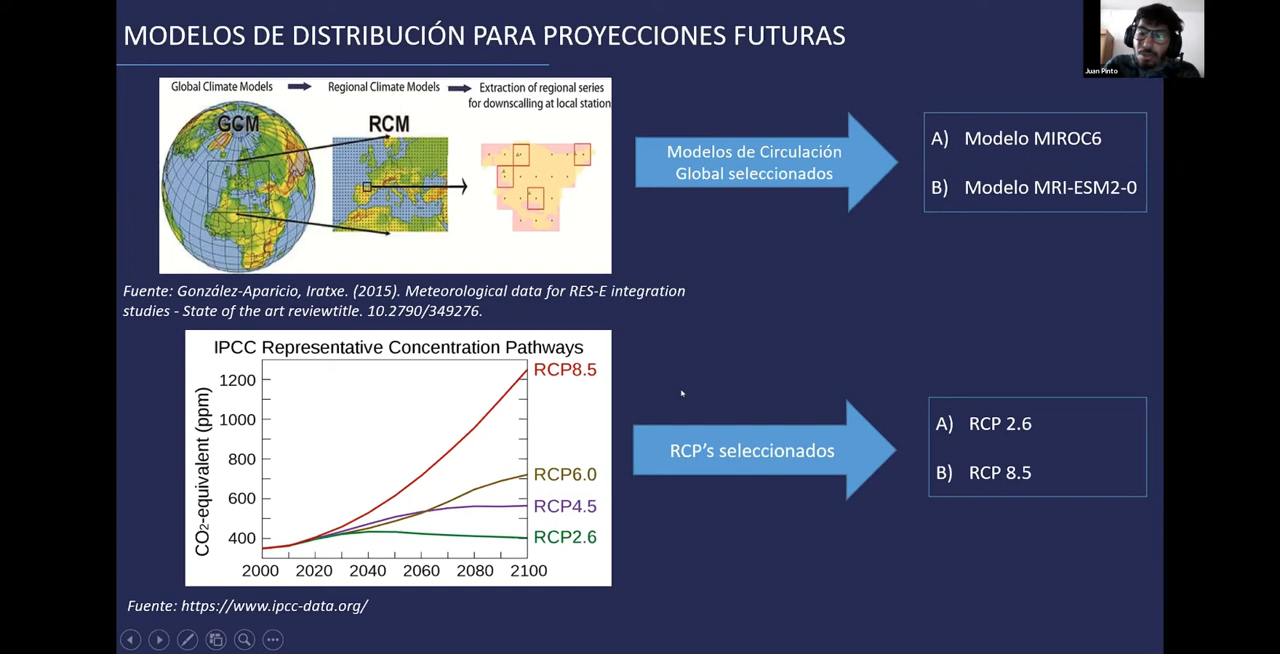 MODELOS DE DISTRIBUCIÓN PARA PROYECCIONES FUTURAS
Juan Pinto
Global Climate Models
Regional Climate Models
Extraction of regional series
for downscalling at local station
GCM
RCM
Modelos de Circulación
Global seleccionados
A) Modelo MIROC6
B) Modelo MRI-ESM2-0
Fuente: González-Aparicio, Iratxe. (2015). Meteorological data for RES-E integration
studies - State of the art reviewtitle. 10.2790/349276.
IPCC Representative Concentration Pathways
CO2-equivalent (ppm)
1200
1000
800
600
400
2000 2020 2040 2060 2080 2100
RCP8.5
RCP6.0
RCP4.5
RCP2.6
RCP's seleccionados
A) RCP 2.6
B) RCP 8.5
Fuente: https://www.ipcc-data.org/